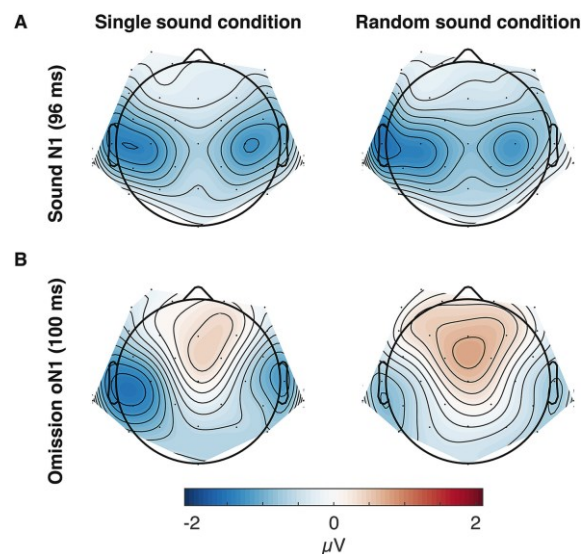 A
Single sound condition
Random sound condition
Sound N1 (96 ms)
B
Omission oN1 (100 ms)
-2
0
2
μV